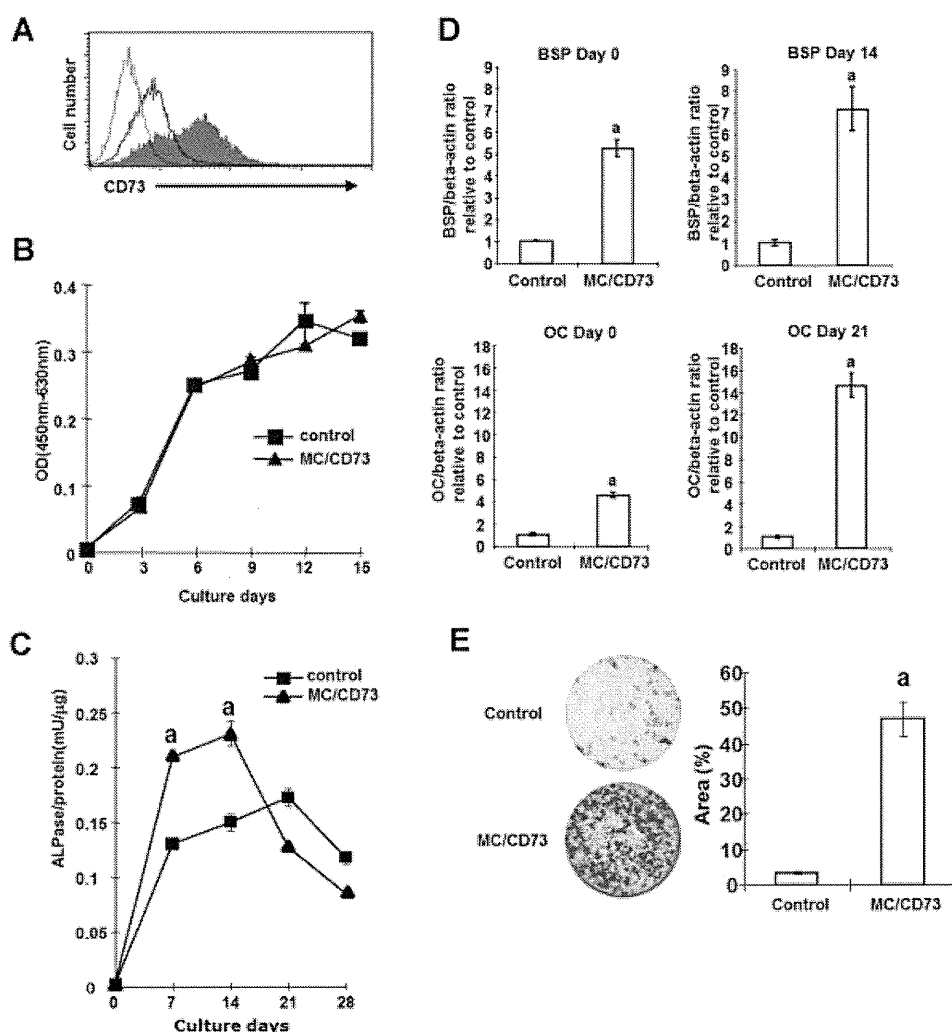 A
Cell number
CD73
B
OD(450nm-630nm)
0.4
0.3
0.2
0.1
0
control
MC/CD73
0 3 6 9 12 15
Culture days
C
ALPase/protein(mU/μg)
0.3
0.25
0.2
0.15
0.1
0.05
0
control
MC/CD73
a
a
0 7 14 21 28
Culture days
D
BSP Day 0
BSP/beta-actin ratio
relative to control
9
8
7
6
5
4
3
2
1
0
a
Control MC/CD73
BSP Day 14
BSP/beta-actin ratio
relative to control
9
8
7
6
5
4
3
2
1
0
a
Control MC/CD73
OC Day 0
OC/beta-actin ratio
relative to control
18
16
14
12
10
8
6
4
2
0
a
Control MC/CD73
OC Day 21
OC/beta-actin ratio
relative to control
18
16
14
12
10
8
6
4
2
0
a
Control MC/CD73
E
Control
MC/CD73
Area (%)
60
50
40
30
20
10
0
a
Control MC/CD73